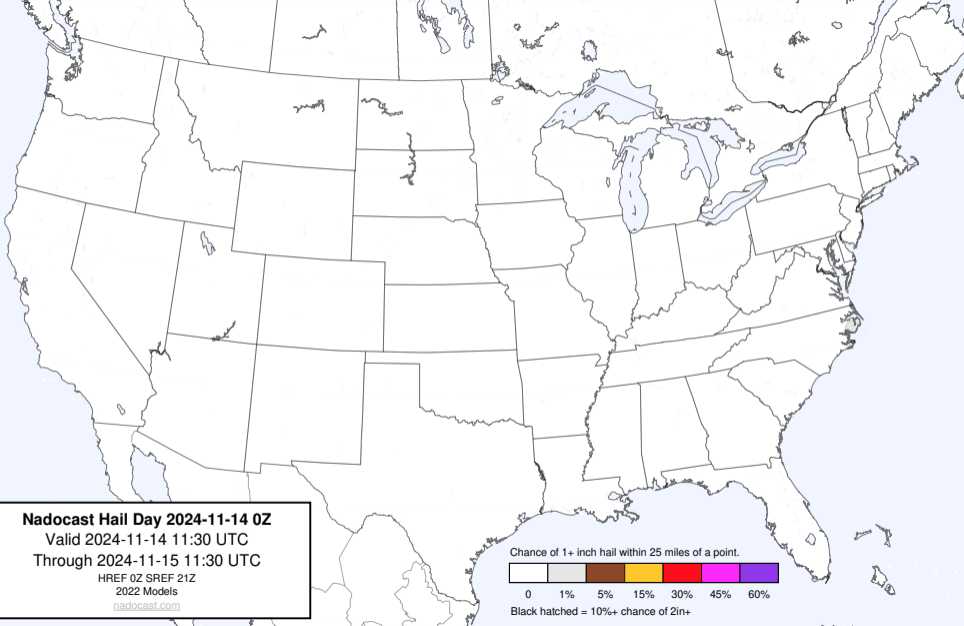 Nadocast Hail Day 2024-11-14 0Z
Valid 2024-11-14 11:30 UTC
Through 2024-11-15 11:30 UTC
HREF 0Z SREF 21Z
2022 Models
nadocast.com
Chance of 1+ inch hail within 25 miles of a point.
0 1% 5% 15% 30% 45% 60%
Black hatched = 10%+ chance of 2in+